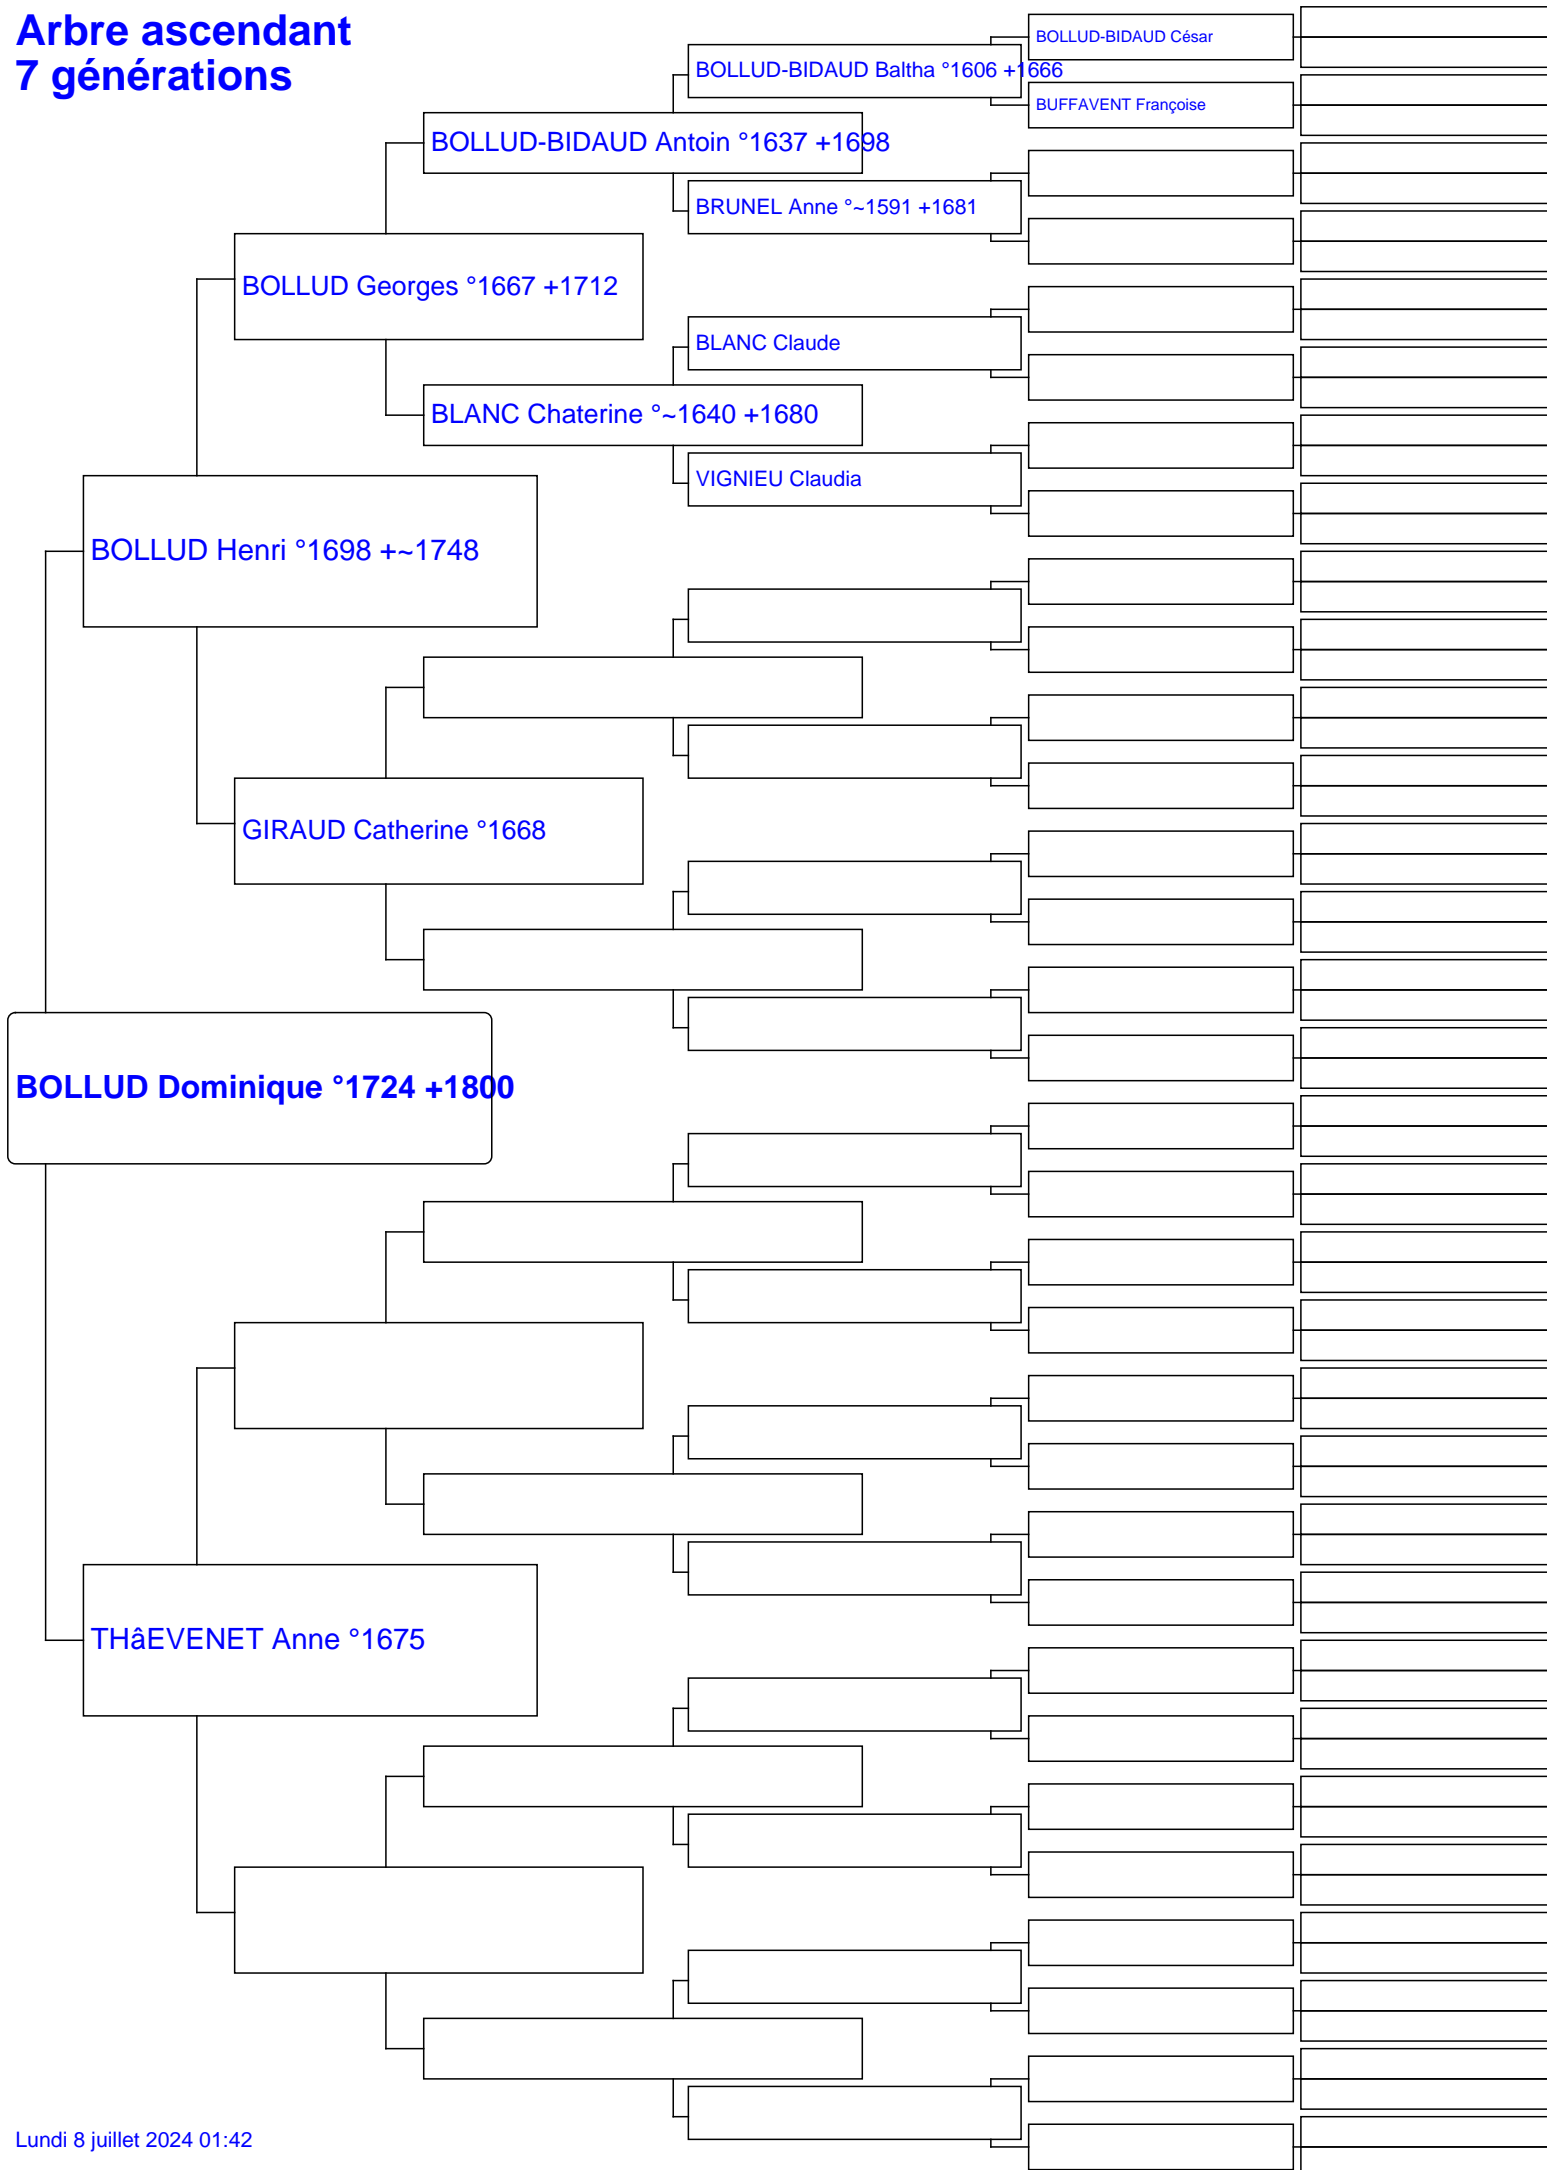 Arbre ascendant
7 générations
BOLLUD-BIDAUD César
BOLLUD-BIDAUD Baltha °1606 +1666
BUFFAVENT Françoise
BOLLUD-BIDAUD Antoin °1637 +1698
BRUNEL Anne °~1591 +1681
BOLLUD Georges °1667 +1712
BLANC Claude
BLANC Chaterine °~1640 +1680
VIGNIEU Claudia
BOLLUD Henri °1698 +~1748
GIRAUD Catherine °1668
BOLLUD Dominique °1724 +1800
THâEVENET Anne °1675
Lundi 8 juillet 2024 01:42